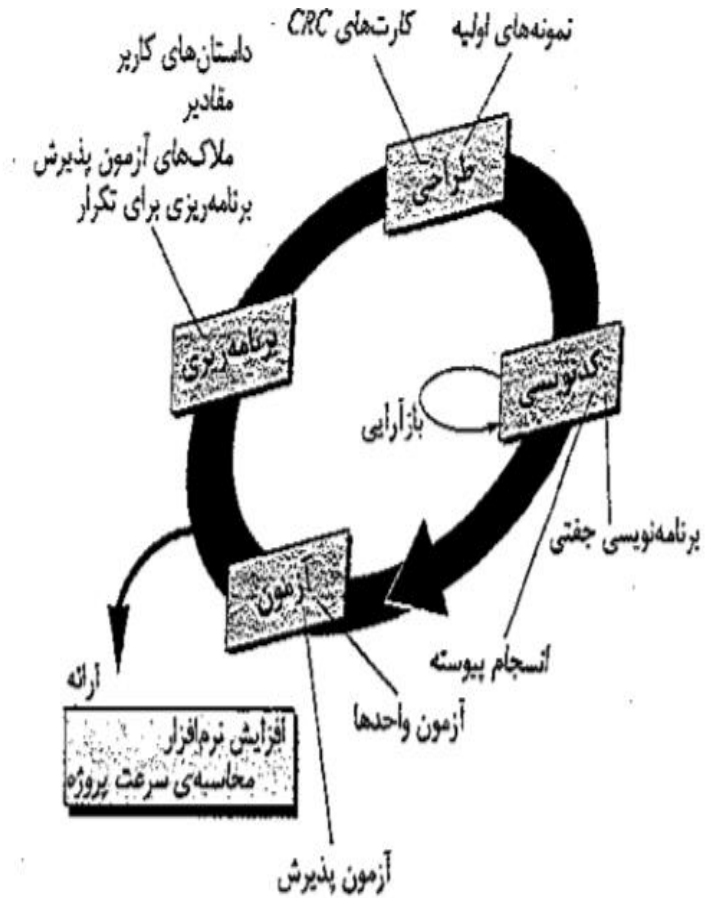 نمونه‌های اولیه
کارت‌های CRC
داستان‌های کاربر
مقادیر
ملاک‌های آزمون پذیرش
برنامه‌ریزی برای تکرار
طراحی
برنامه‌ریزی
کدنویسی
بازآرایی
برنامه‌نویسی جفتی
آزمون
انسجام پیوسته
ارائه
آزمون واحدها
افزایش نرم‌افزار
محاسبه‌ی سرعت پروژه
آزمون پذیرش